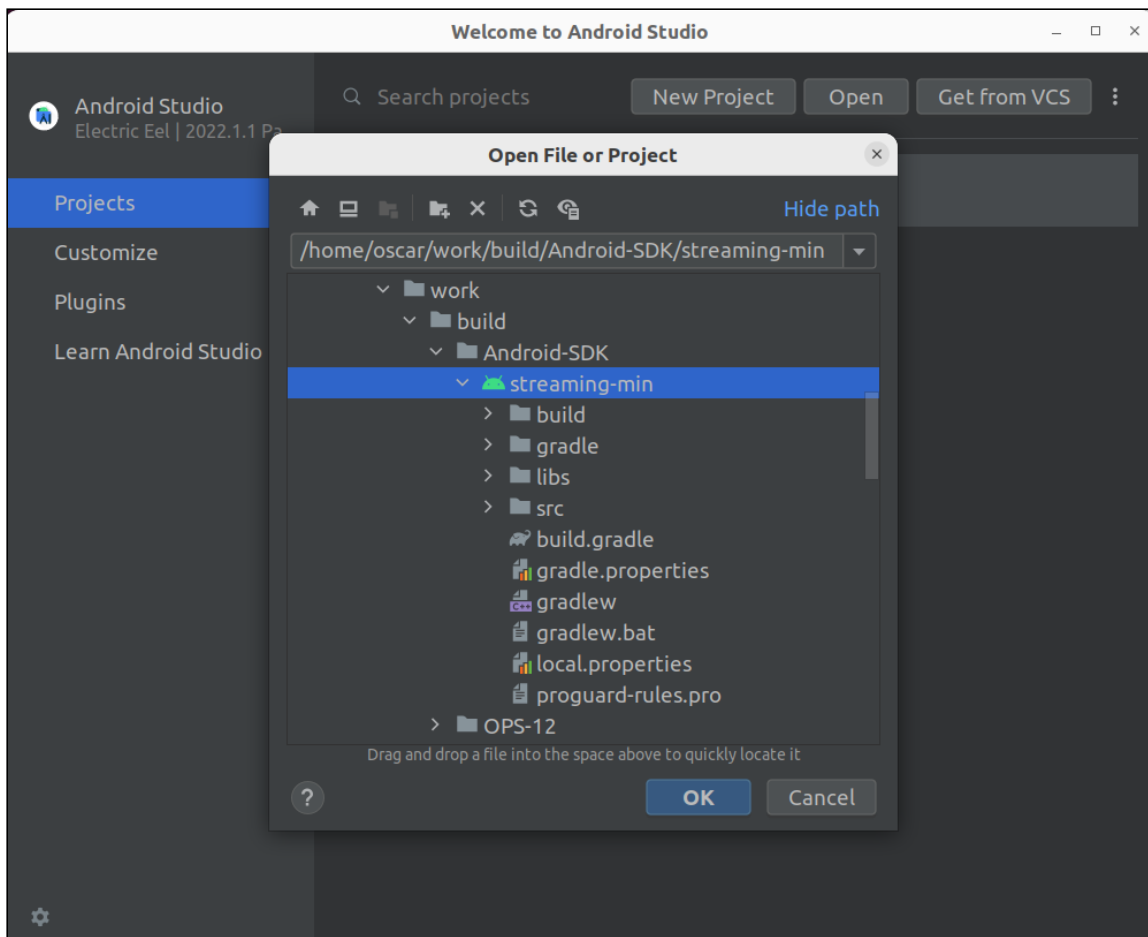 Welcome to Android Studio
Android Studio
Electric Eel | 2022.1.1 Pa
Search projects
New Project
Open
Get from VCS
Projects
Customize
Plugins
Learn Android Studio
Open File or Project
Hide path
/home/oscar/work/build/Android-SDK/streaming-min
work
build
Android-SDK
streaming-min
build
gradle
libs
src
build.gradle
gradle.properties
C++ gradlew
gradlew.bat
local.properties
proguard-rules.pro
OPS-12
Drag and drop a file into the space above to quickly locate it
?
OK
Cancel